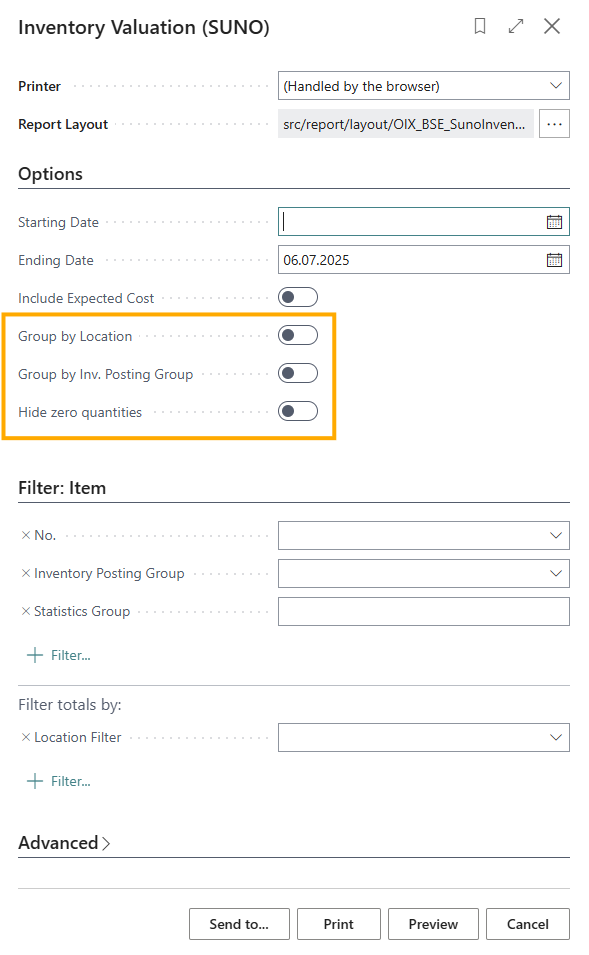 Inventory Valuation (SUNO)
Printer (Handled by the browser)
Report Layout src/report/layout/OIX_BSE_SunoInven... ...
Options
Starting Date
Ending Date 06.07.2025
Include Expected Cost
Group by Location
Group by Inv. Posting Group
Hide zero quantities
Filter: Item
× No.
× Inventory Posting Group
× Statistics Group
+ Filter...
Filter totals by:
× Location Filter
+ Filter...
Advanced >
Send to... Print Preview Cancel